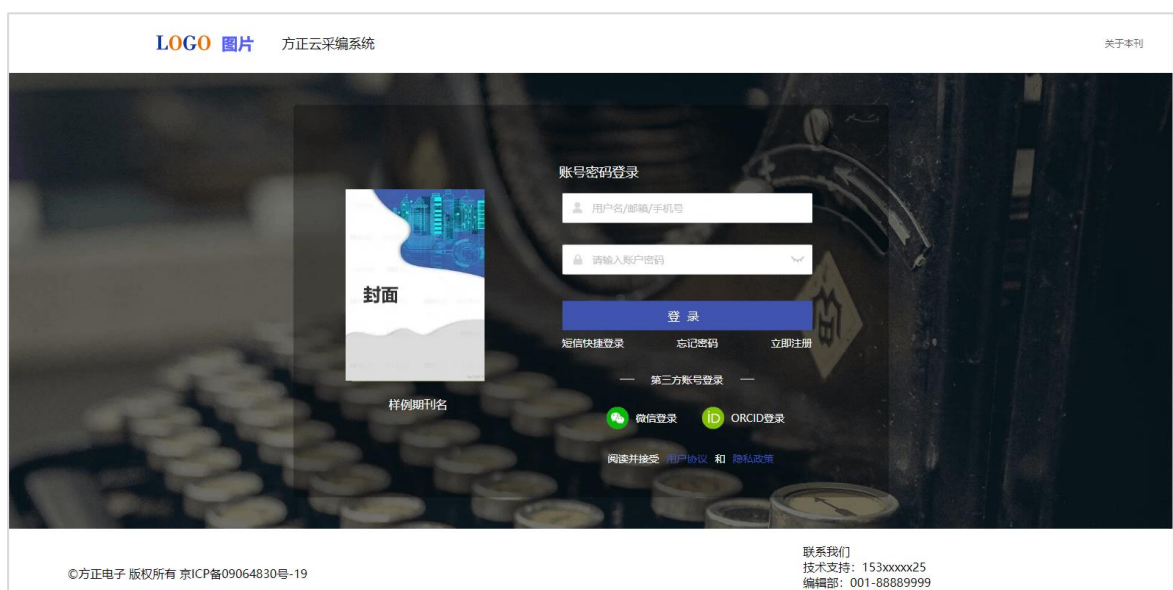 LOGO 图片 方正云采编系统 关于本刊
账号密码登录
用户名/邮箱/手机号
请输入账户密码
登 录
短信快捷登录 忘记密码 立即注册
封面
样例期刊名
— 第三方账号登录 —
微信登录 iD ORCID登录
阅读并接受 用户协议 和 隐私政策
©方正电子 版权所有 京ICP备09064830号-19
联系我们
技术支持：153xxxxx25
编辑部：001-88889999